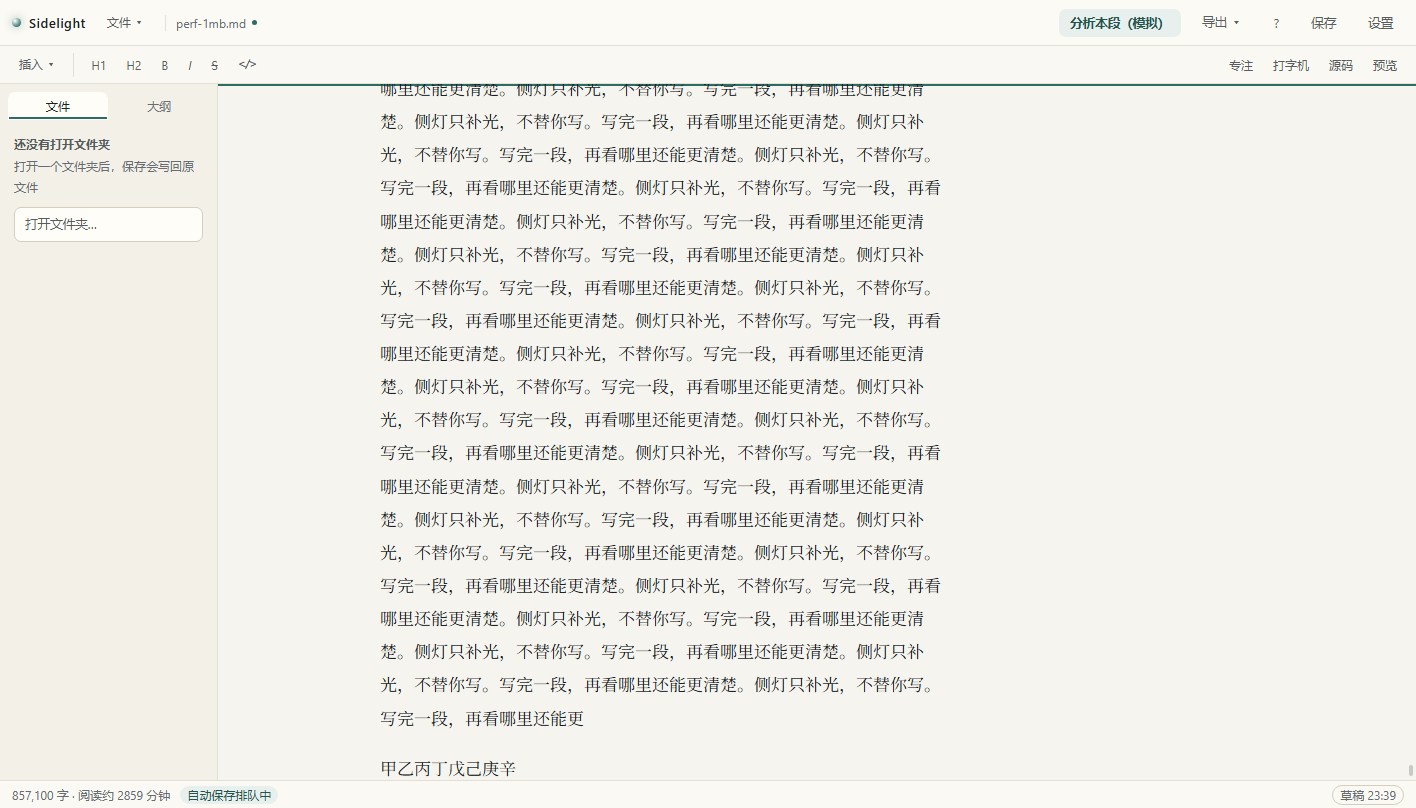 Sidelight 文件 perf-1mb.md 分析本段（模拟） 导出 ? 保存 设置
插入 H1 H2 B I S </> 专注 打字机 源码 预览
文件 大纲
还没有打开文件夹
打开一个文件夹后，保存会写回原
文件
打开文件夹...
哪里还能更清楚。侧灯只补光，不替你写。写完一段，再看哪里还能更清
楚。侧灯只补光，不替你写。写完一段，再看哪里还能更清楚。侧灯只补
光，不替你写。写完一段，再看哪里还能更清楚。侧灯只补光，不替你写。
写完一段，再看哪里还能更清楚。侧灯只补光，不替你写。写完一段，再看
哪里还能更清楚。侧灯只补光，不替你写。写完一段，再看哪里还能更清
楚。侧灯只补光，不替你写。写完一段，再看哪里还能更清楚。侧灯只补
光，不替你写。写完一段，再看哪里还能更清楚。侧灯只补光，不替你写。
写完一段，再看哪里还能更清楚。侧灯只补光，不替你写。写完一段，再看
哪里还能更清楚。侧灯只补光，不替你写。写完一段，再看哪里还能更清
楚。侧灯只补光，不替你写。写完一段，再看哪里还能更清楚。侧灯只补
光，不替你写。写完一段，再看哪里还能更清楚。侧灯只补光，不替你写。
写完一段，再看哪里还能更清楚。侧灯只补光，不替你写。写完一段，再看
哪里还能更清楚。侧灯只补光，不替你写。写完一段，再看哪里还能更清
楚。侧灯只补光，不替你写。写完一段，再看哪里还能更清楚。侧灯只补
光，不替你写。写完一段，再看哪里还能更清楚。侧灯只补光，不替你写。
写完一段，再看哪里还能更清楚。侧灯只补光，不替你写。写完一段，再看
哪里还能更清楚。侧灯只补光，不替你写。写完一段，再看哪里还能更清
楚。侧灯只补光，不替你写。写完一段，再看哪里还能更清楚。侧灯只补
光，不替你写。写完一段，再看哪里还能更清楚。侧灯只补光，不替你写。
写完一段，再看哪里还能更
甲乙丙丁戊己庚辛
857,100 字 · 阅读约 2859 分钟 自动保存排队中 草稿 23:39